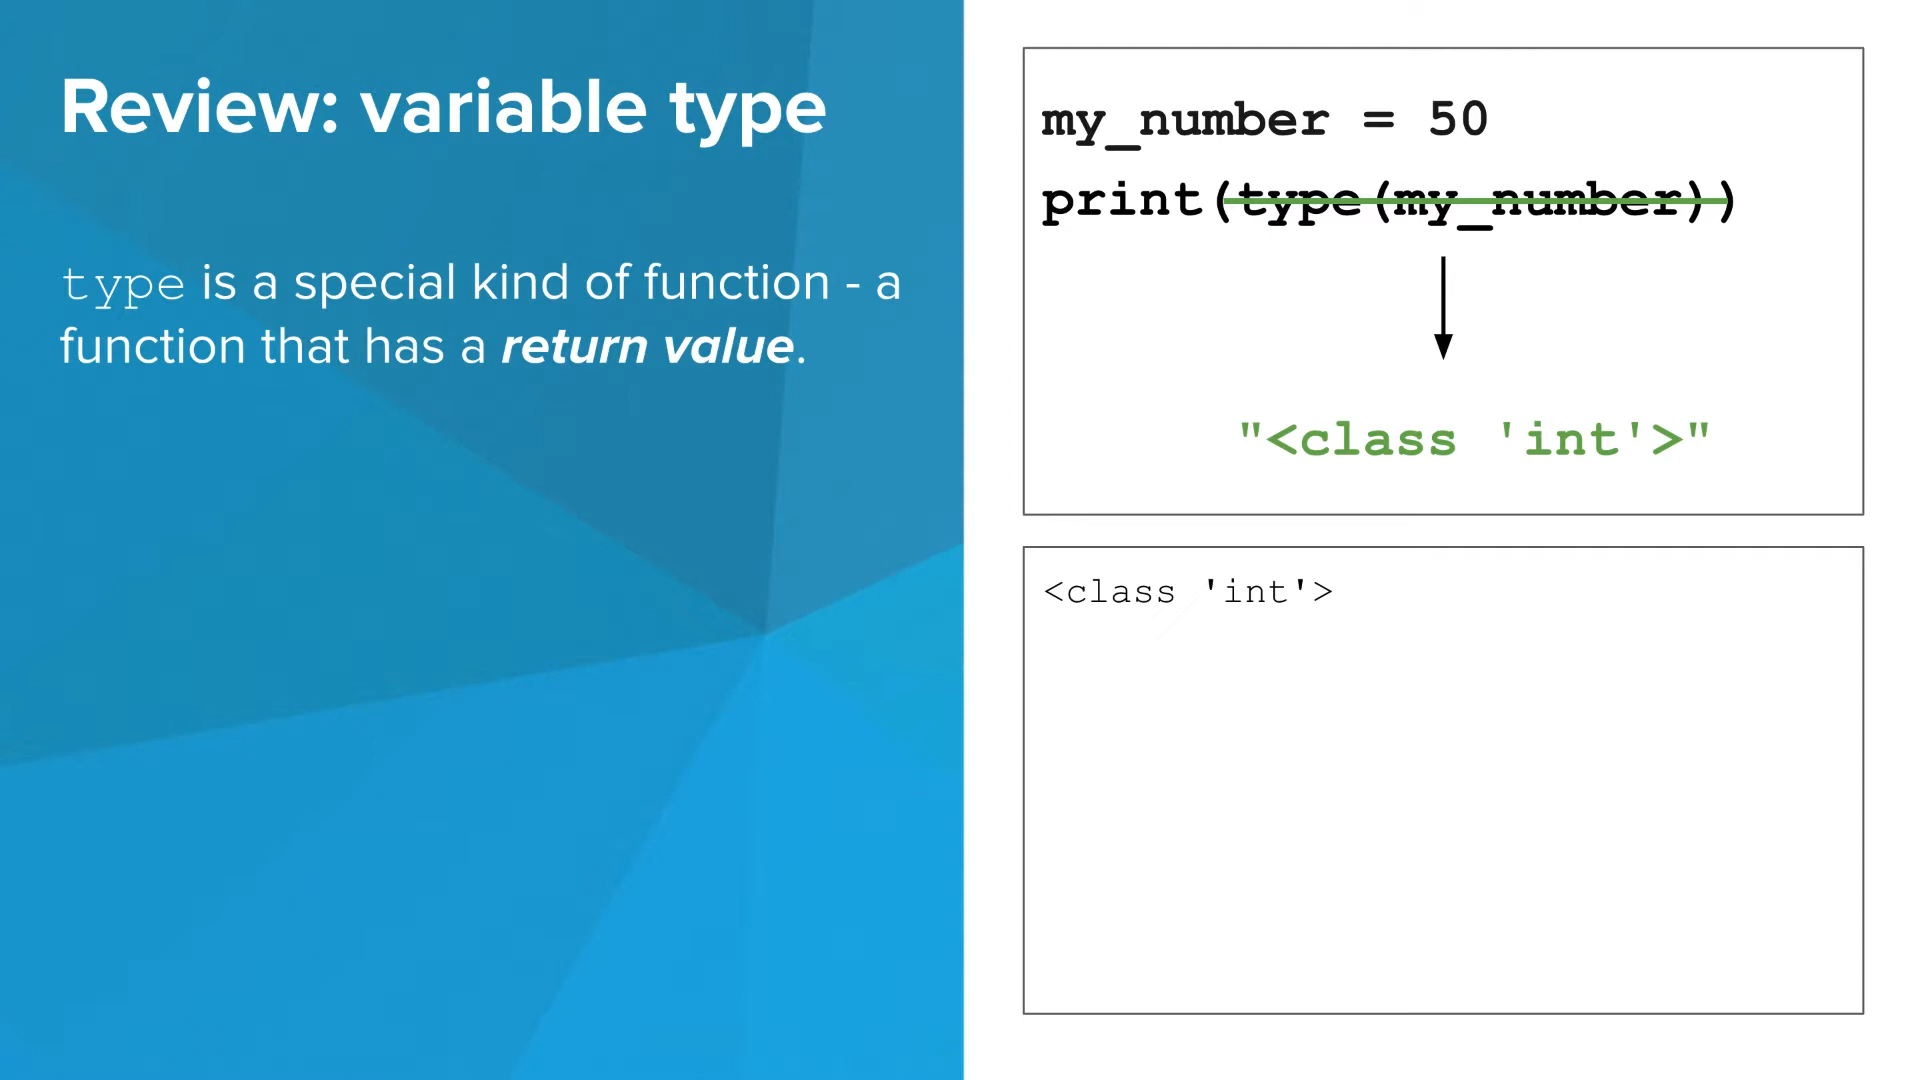 Review: variable type
type is a special kind of function - a
function that has a return value.
my_number = 50
print(type(my_number))
"<class 'int'>"
<class 'int'>